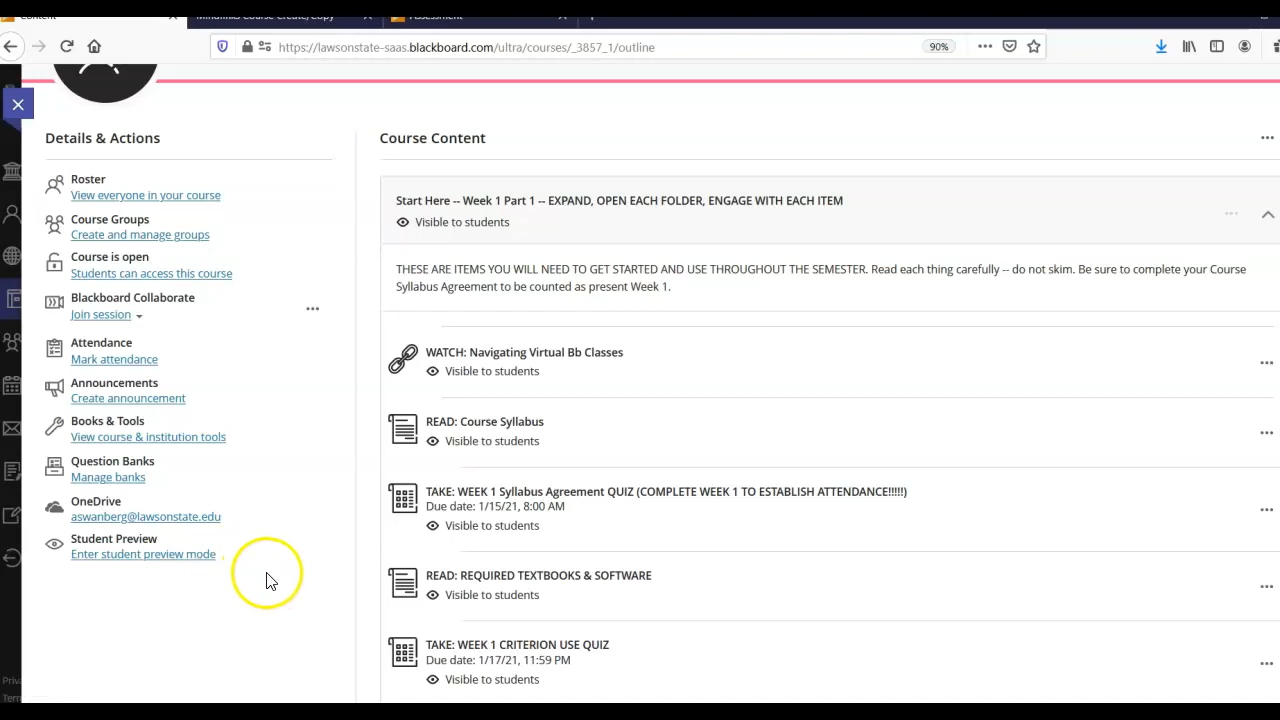 Content
Mindlinks Course Create/Copy
Assessment
https://lawsonstate-saas.blackboard.com/ultra/courses/_3857_1/outline
90%
Details & Actions
Roster
View everyone in your course
Course Groups
Create and manage groups
Course is open
Students can access this course
Blackboard Collaborate
Join session
Attendance
Mark attendance
Announcements
Create announcement
Books & Tools
View course & institution tools
Question Banks
Manage banks
OneDrive
aswanberg@lawsonstate.edu
Student Preview
Enter student preview mode
Priva
Term
Course Content
Start Here -- Week 1 Part 1 -- EXPAND, OPEN EACH FOLDER, ENGAGE WITH EACH ITEM
Visible to students
THESE ARE ITEMS YOU WILL NEED TO GET STARTED AND USE THROUGHOUT THE SEMESTER. Read each thing carefully -- do not skim. Be sure to complete your Course
Syllabus Agreement to be counted as present Week 1.
WATCH: Navigating Virtual Bb Classes
Visible to students
READ: Course Syllabus
Visible to students
TAKE: WEEK 1 Syllabus Agreement QUIZ (COMPLETE WEEK 1 TO ESTABLISH ATTENDANCE!!!!!)
Due date: 1/15/21, 8:00 AM
Visible to students
READ: REQUIRED TEXTBOOKS & SOFTWARE
Visible to students
TAKE: WEEK 1 CRITERION USE QUIZ
Due date: 1/17/21, 11:59 PM
Visible to students